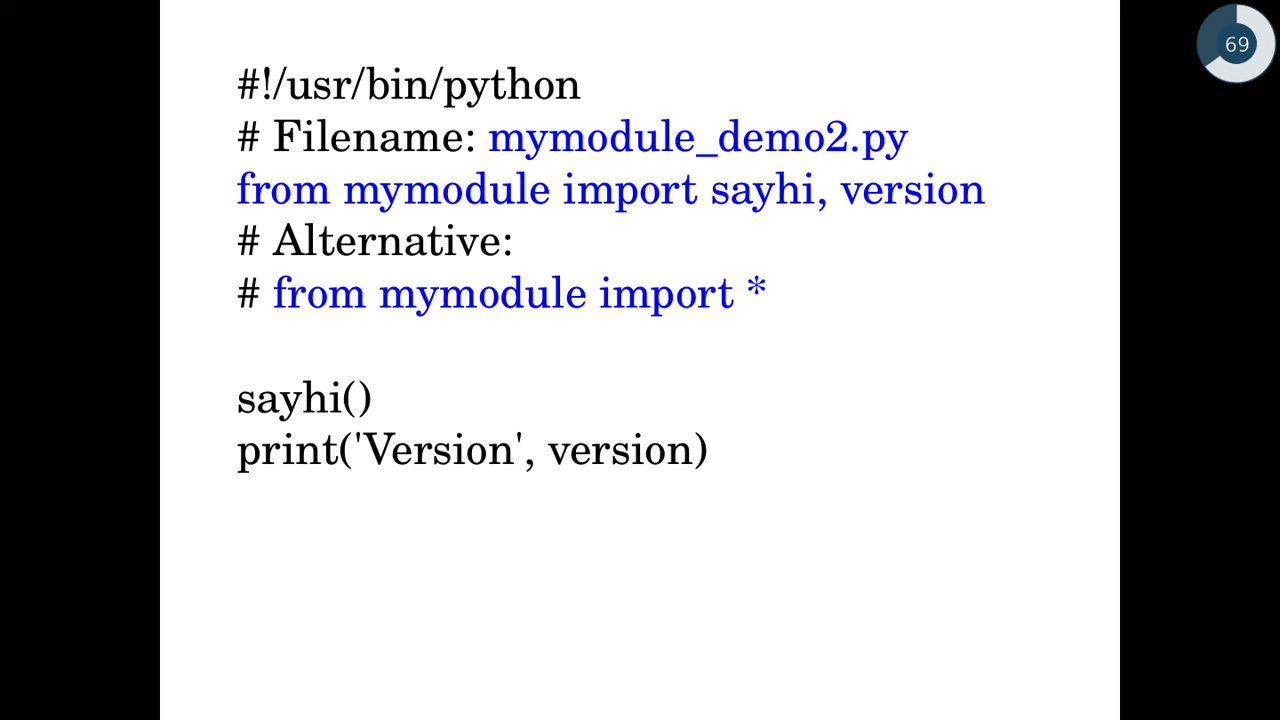 69
#!/usr/bin/python
# Filename: mymodule_demo2.py
from mymodule import sayhi, version
# Alternative:
# from mymodule import *
sayhi()
print('Version', version)